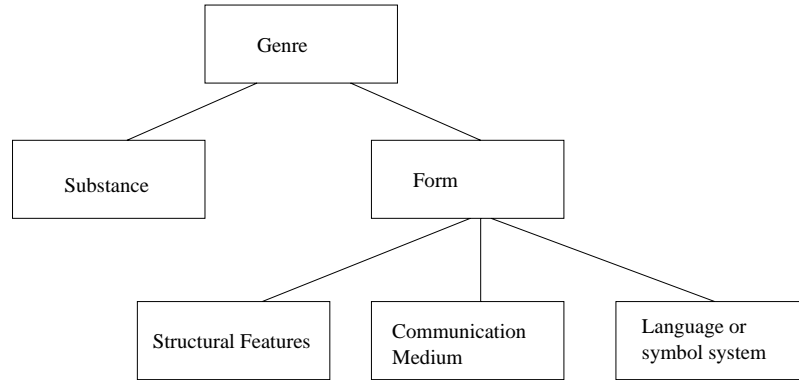 Genre
Substance
Form
Structural Features
Communication
Medium
Language or
symbol system